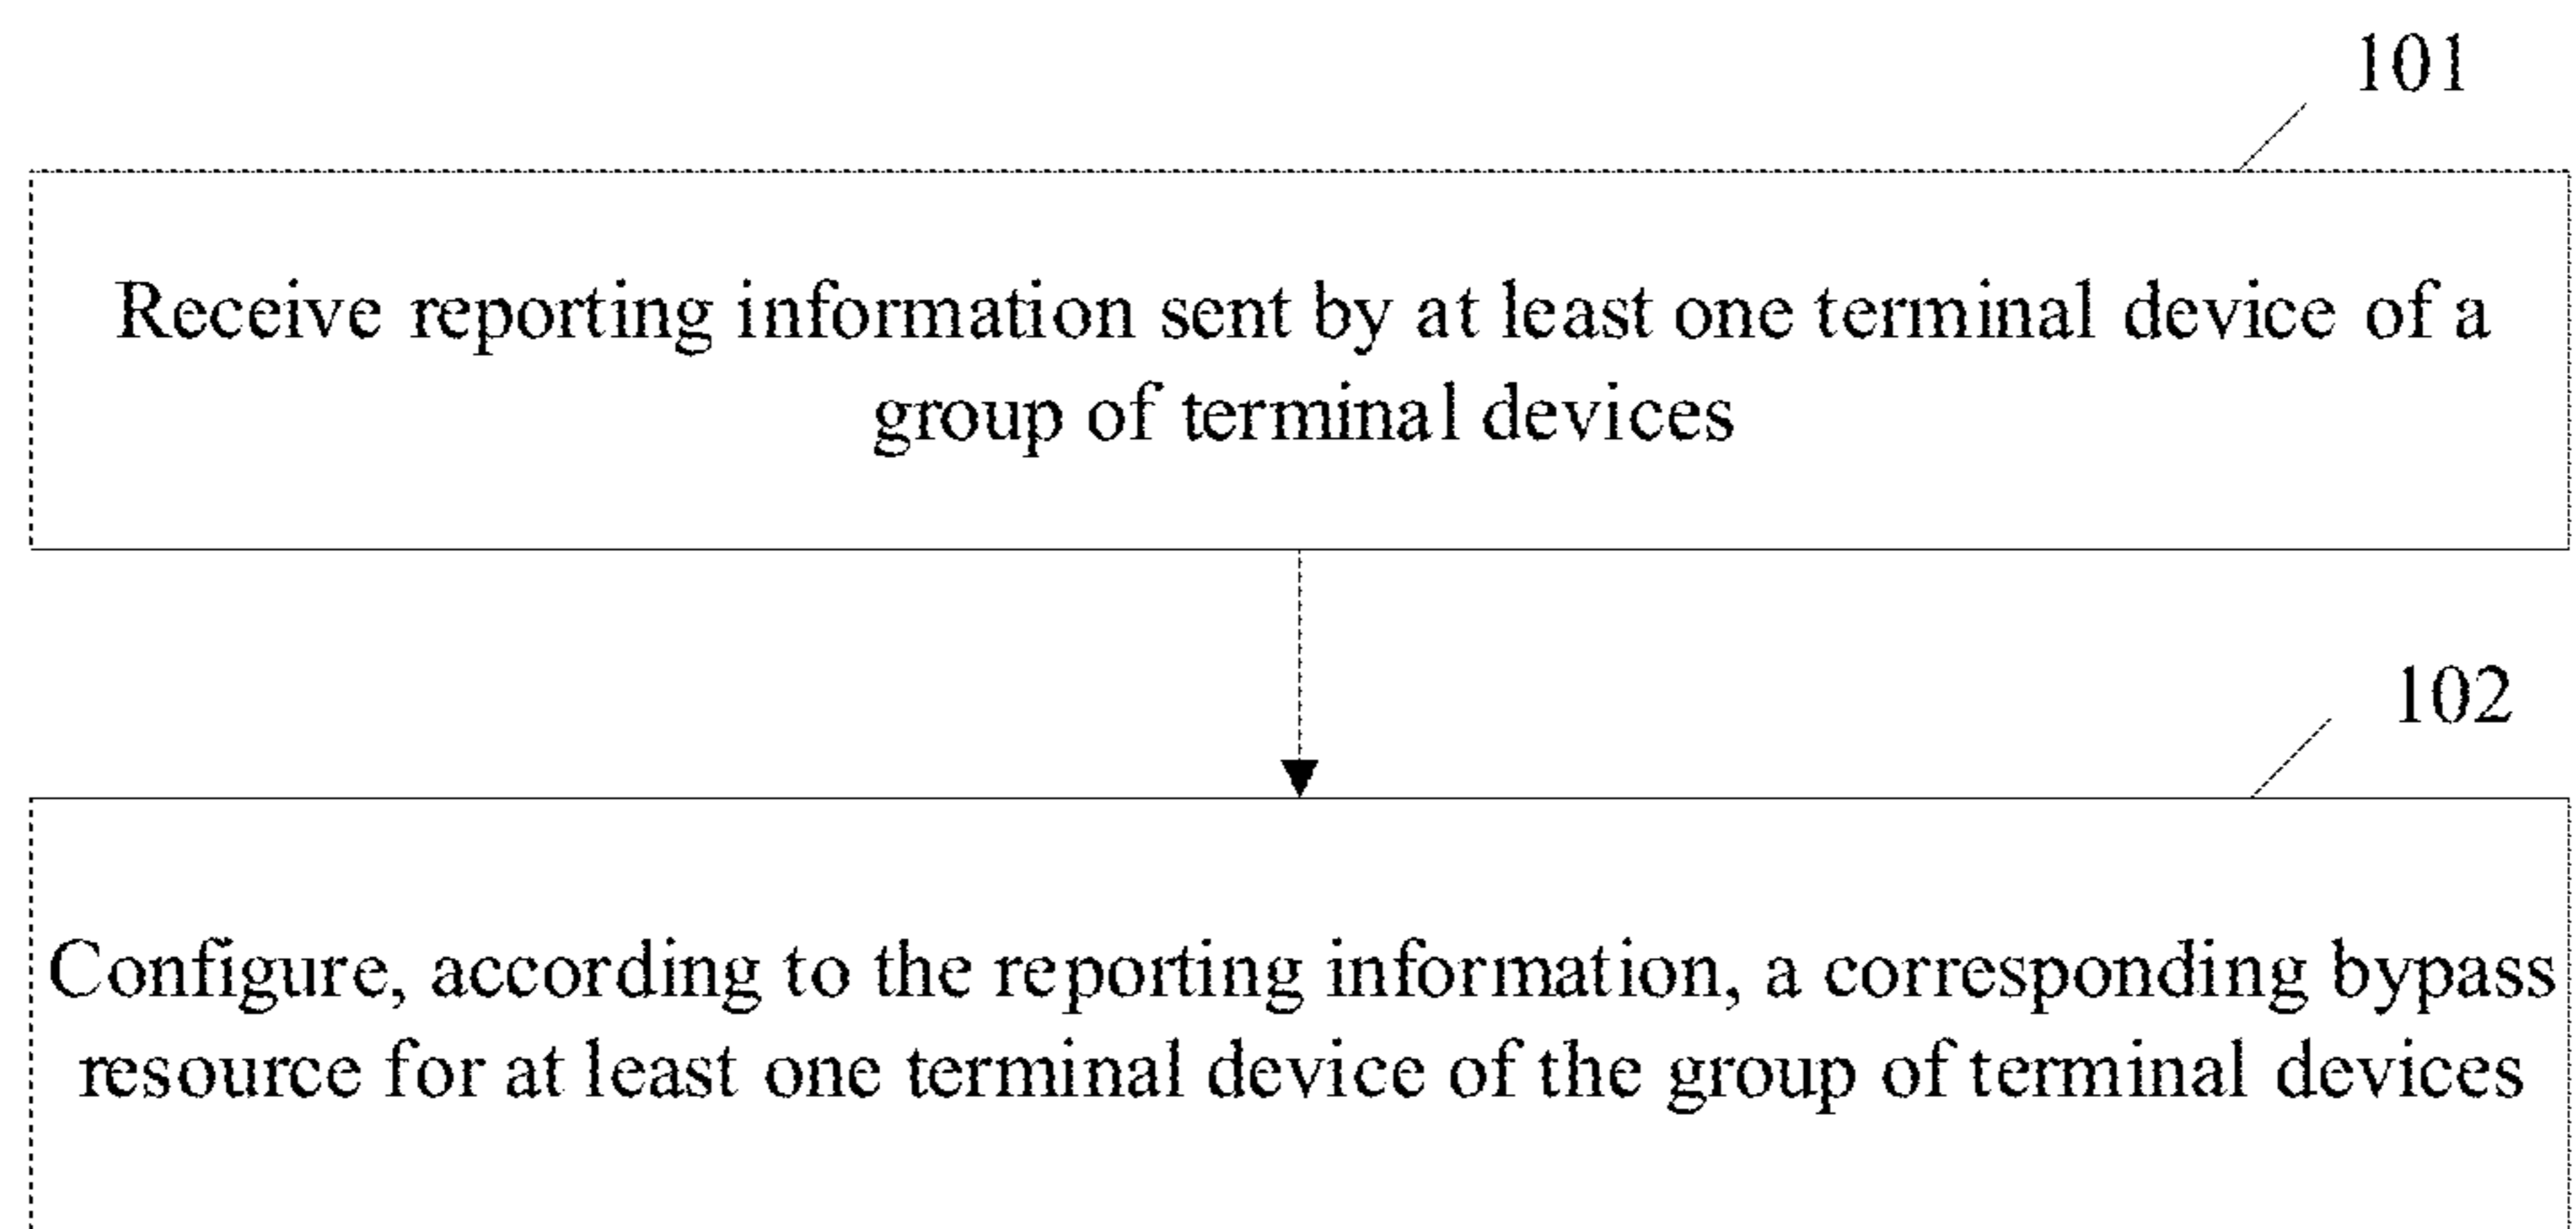 101
Receive reporting information sent by at least one terminal device of a
group of terminal devices
102
Configure, according to the reporting information, a corresponding bypass
resource for at least one terminal device of the group of terminal devices